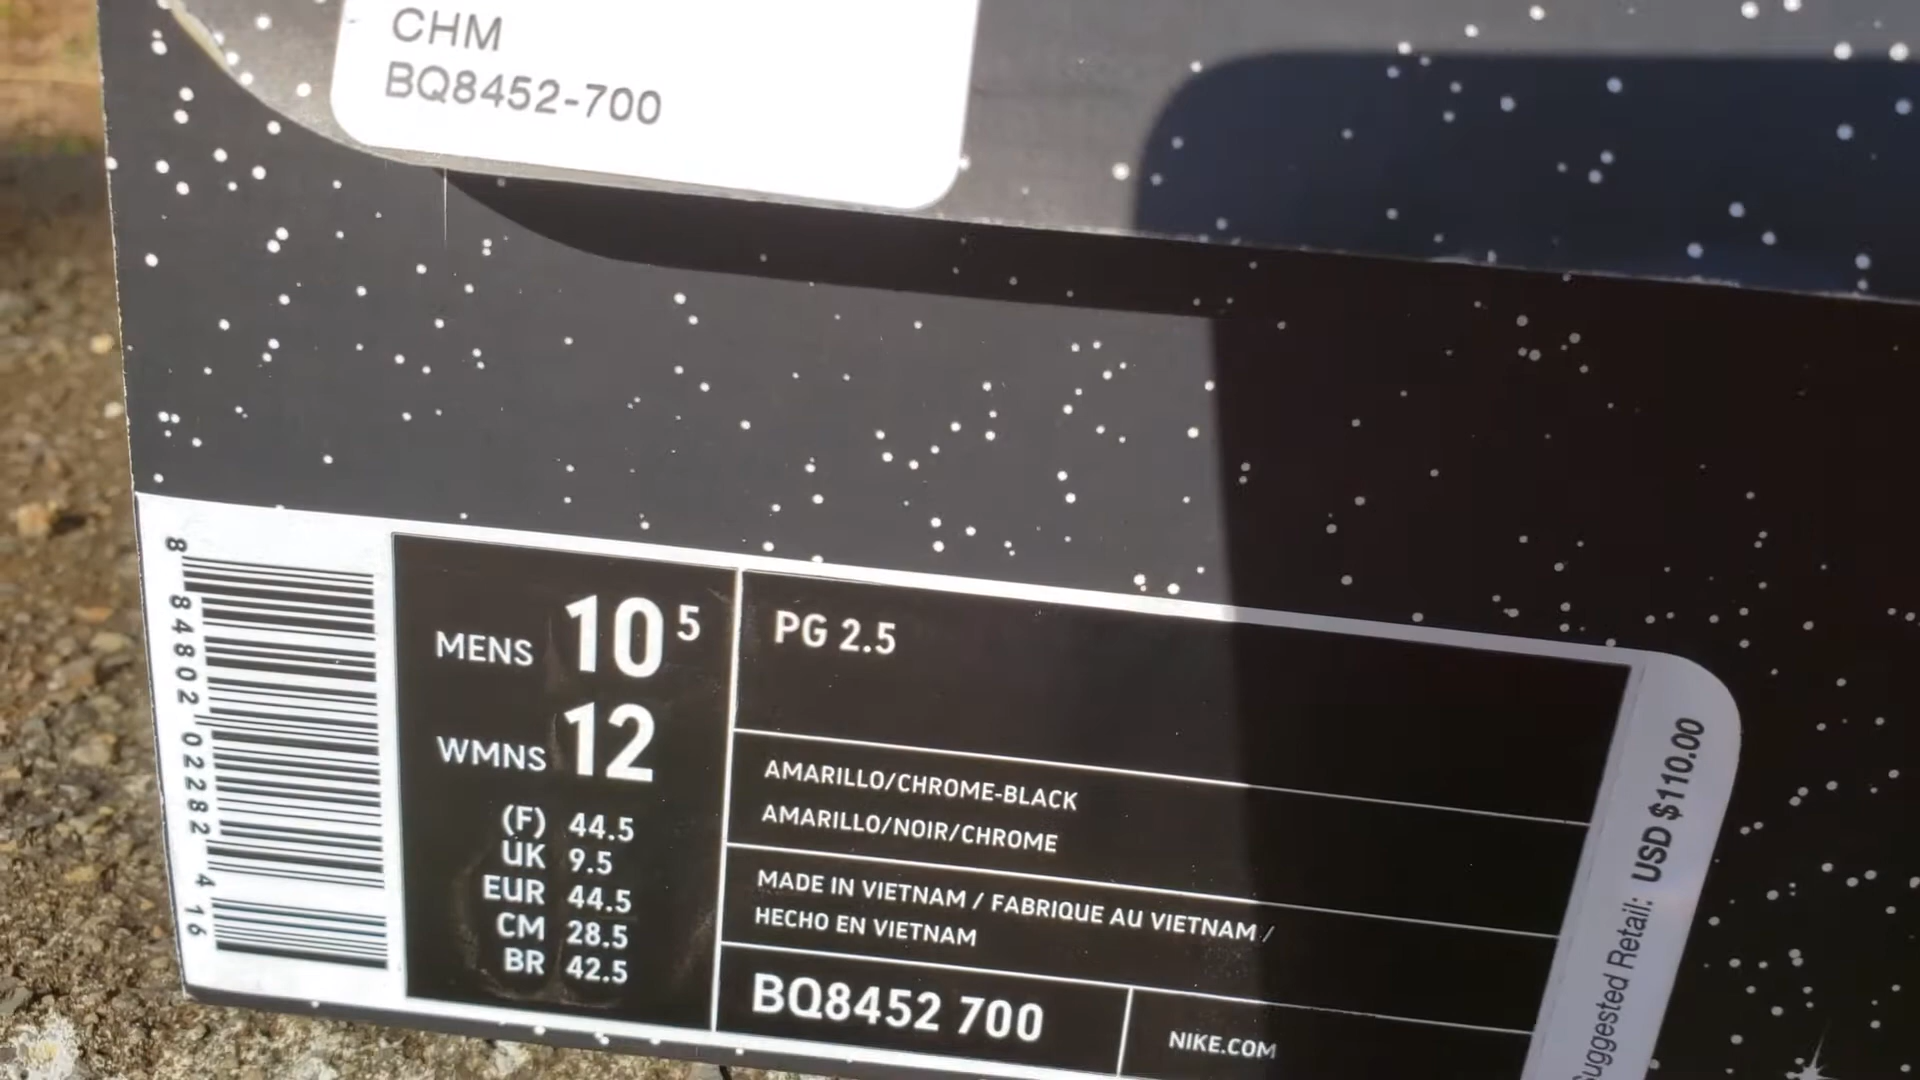 CHM
BQ8452-700
8 84802 02282 4 16
MENS 10 5
WMNS 12
(F) 44.5
UK 9.5
EUR 44.5
CM 28.5
BR 42.5
PG 2.5
AMARILLO/CHROME-BLACK
AMARILLO/NOIR/CHROME
MADE IN VIETNAM / FABRIQUE AU VIETNAM /
HECHO EN VIETNAM
BQ8452 700
NIKE.COM
Suggested Retail: USD $110.00